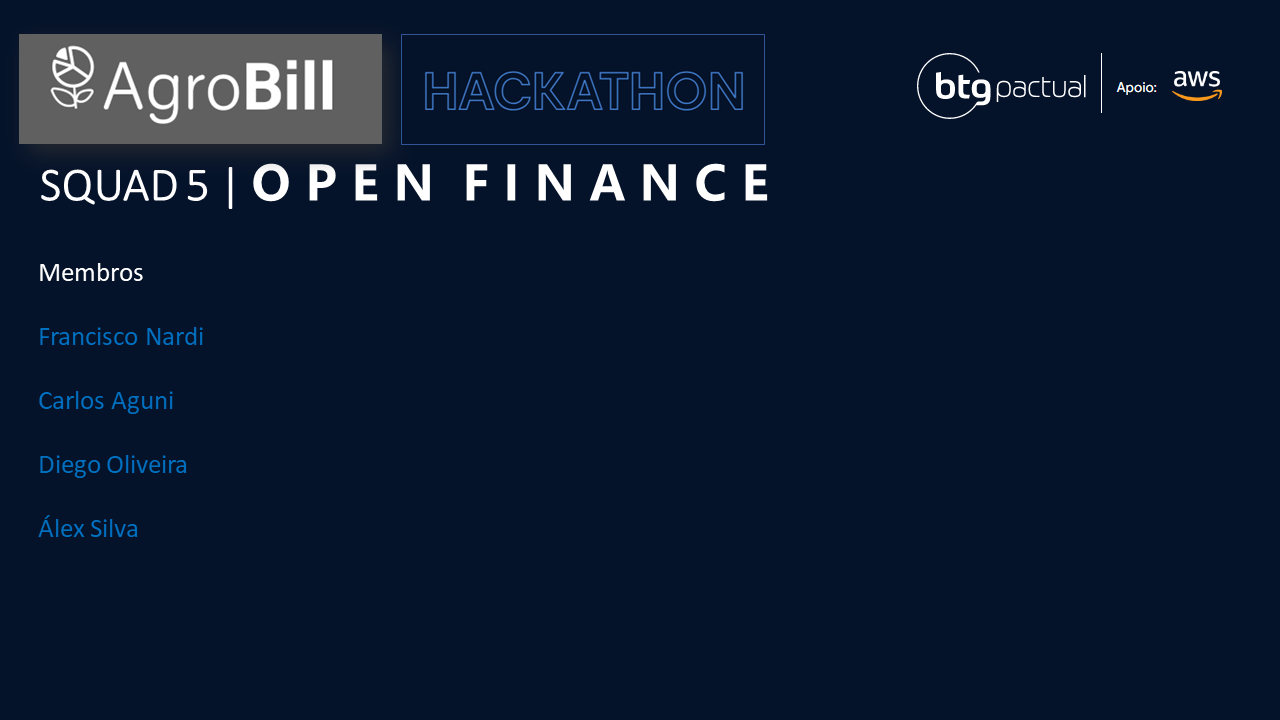 AgroBill
HACKATHON
btg pactual
Apoio:
aws
SQUAD 5 | OPEN FINANCE
Membros
Francisco Nardi
Carlos Aguni
Diego Oliveira
Álex Silva